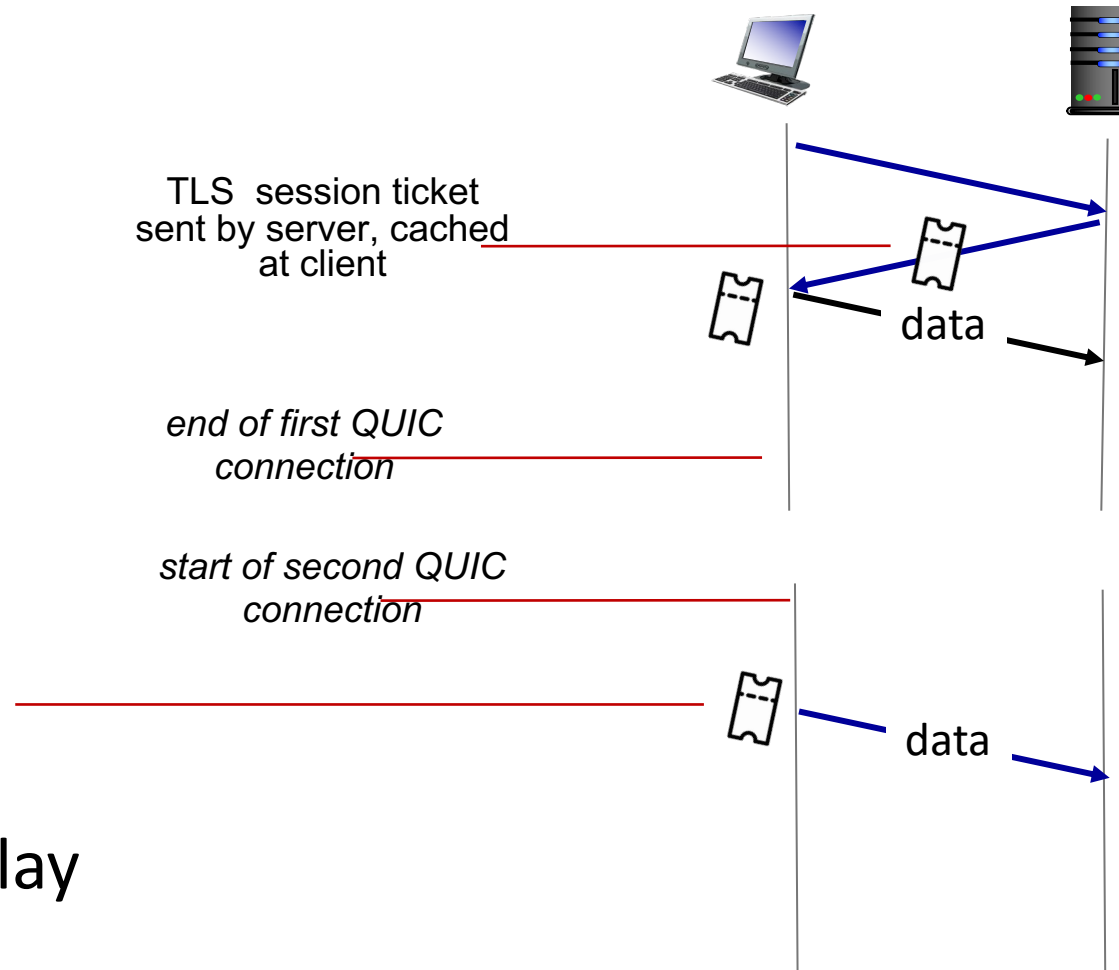 TLS session ticket
sent by server, cached
at client
data
end of first QUIC
connection
start of second QUIC
connection
data
lay